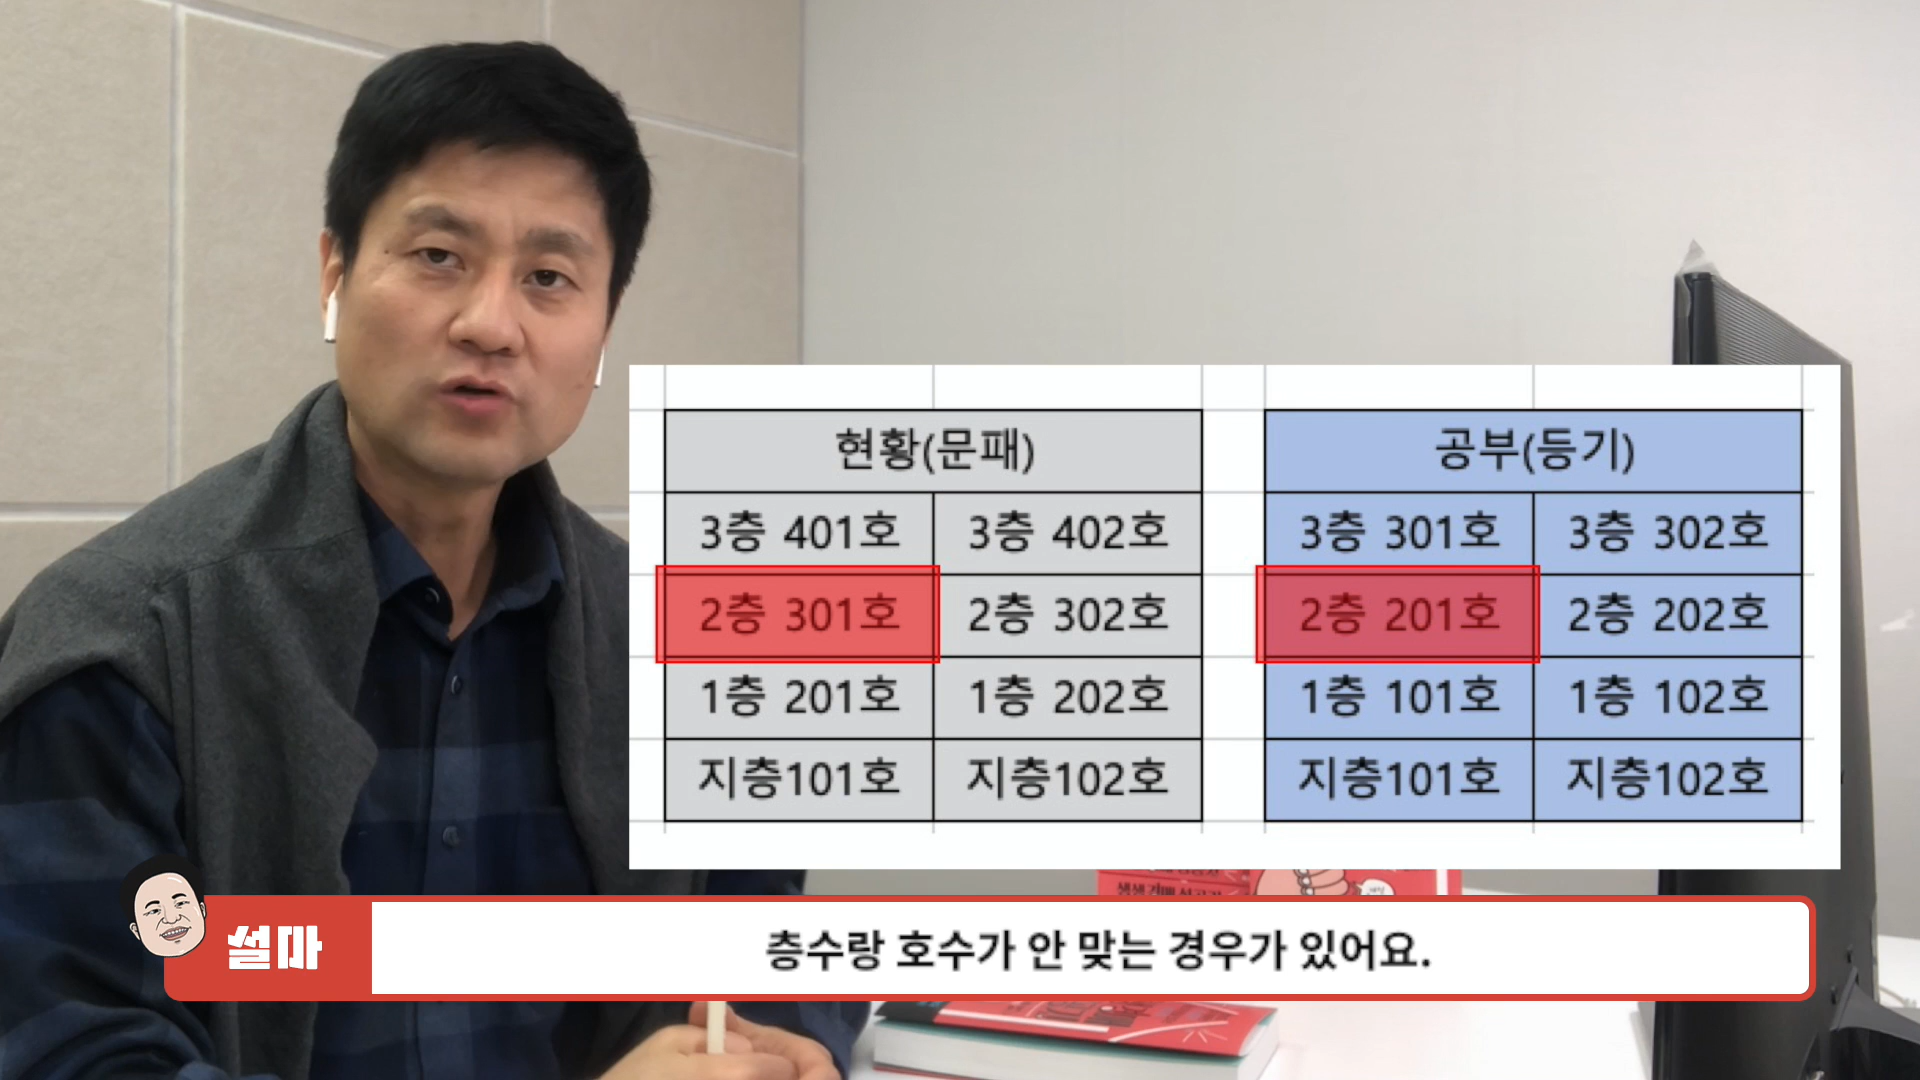 현황(문패)
3층 401호 3층 402호
2층 301호 2층 302호
1층 201호 1층 202호
지층101호 지층102호
공부(등기)
3층 301호 3층 302호
2층 201호 2층 202호
1층 101호 1층 102호
지층101호 지층102호
설마
층수랑 호수가 안 맞는 경우가 있어요.